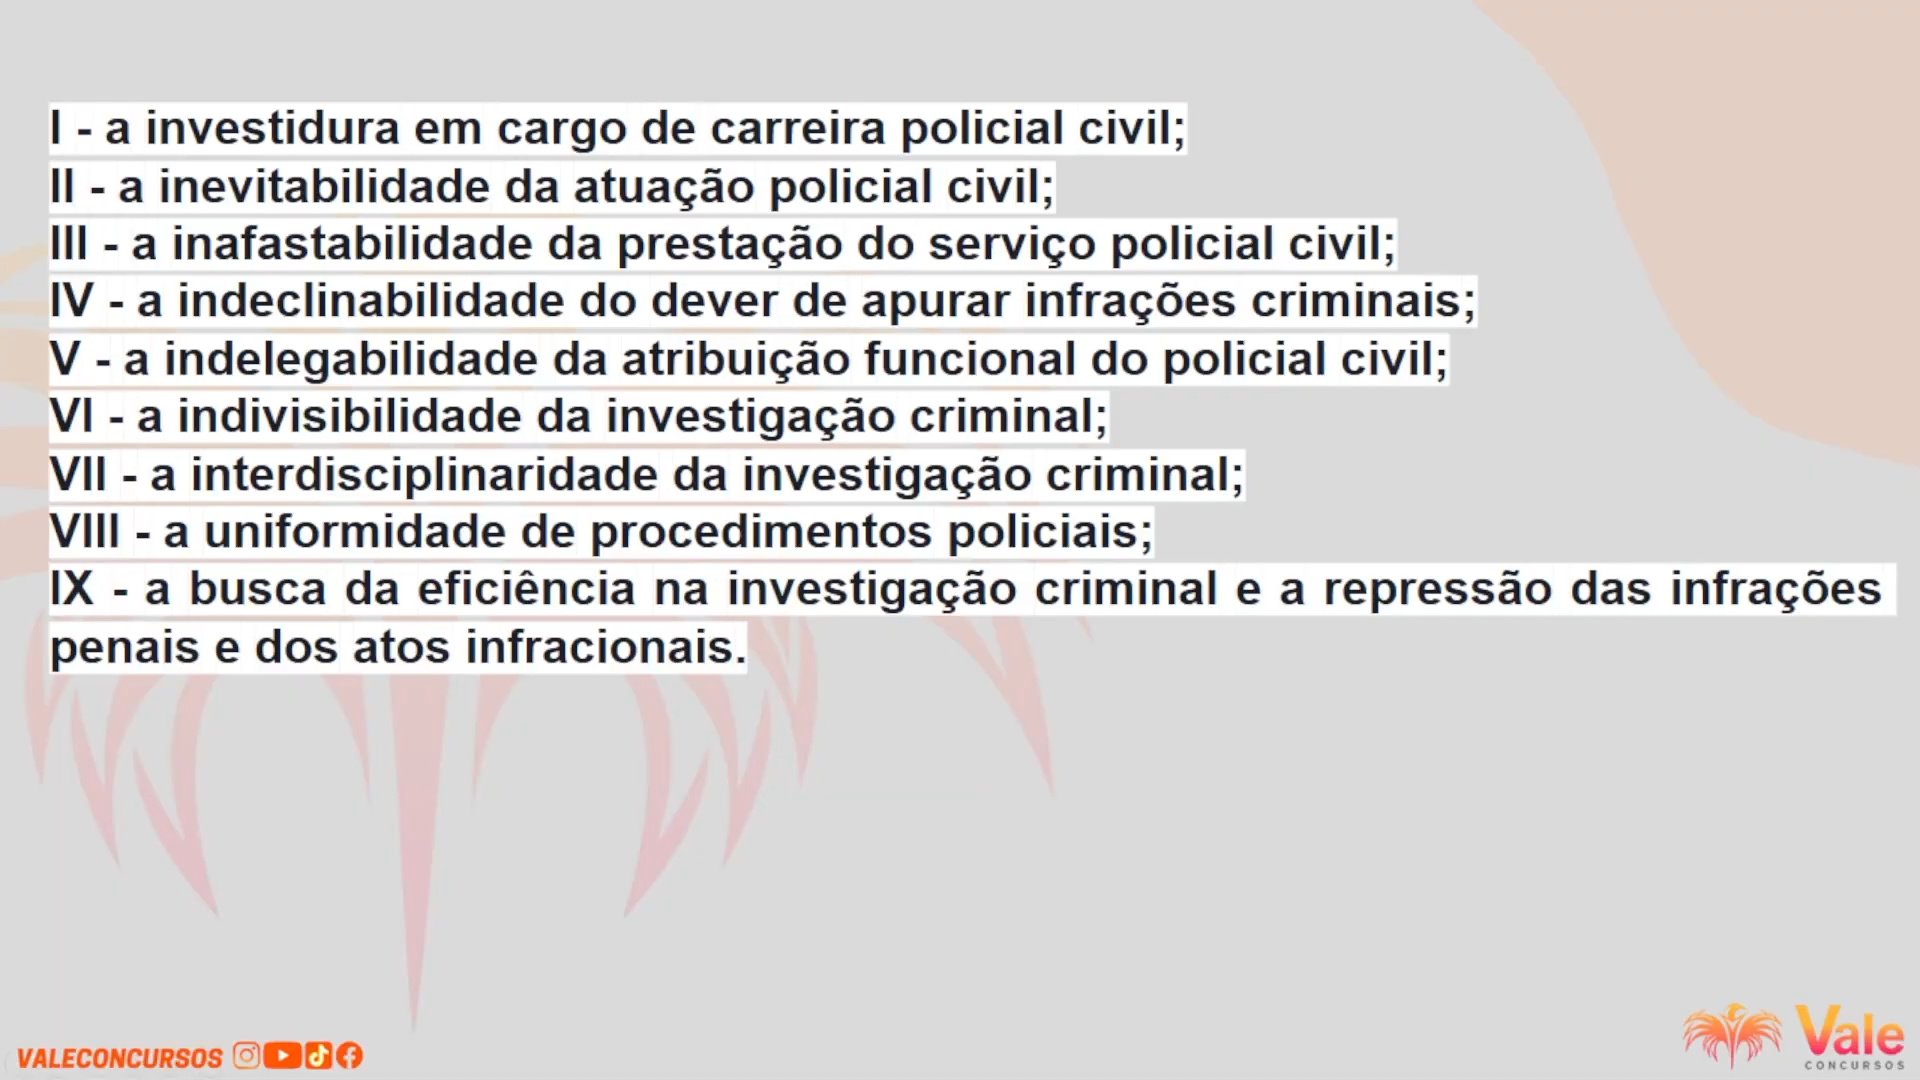 I - a investidura em cargo de carreira policial civil;
II - a inevitabilidade da atuação policial civil;
III - a inafastabilidade da prestação do serviço policial civil;
IV - a indeclinabilidade do dever de apurar infrações criminais;
V - a indelegabilidade da atribuição funcional do policial civil;
VI - a indivisibilidade da investigação criminal;
VII - a interdisciplinaridade da investigação criminal;
VIII - a uniformidade de procedimentos policiais;
IX - a busca da eficiência na investigação criminal e a repressão das infrações
penais e dos atos infracionais.
VALECONCURSOS
Vale
CONCURSOS